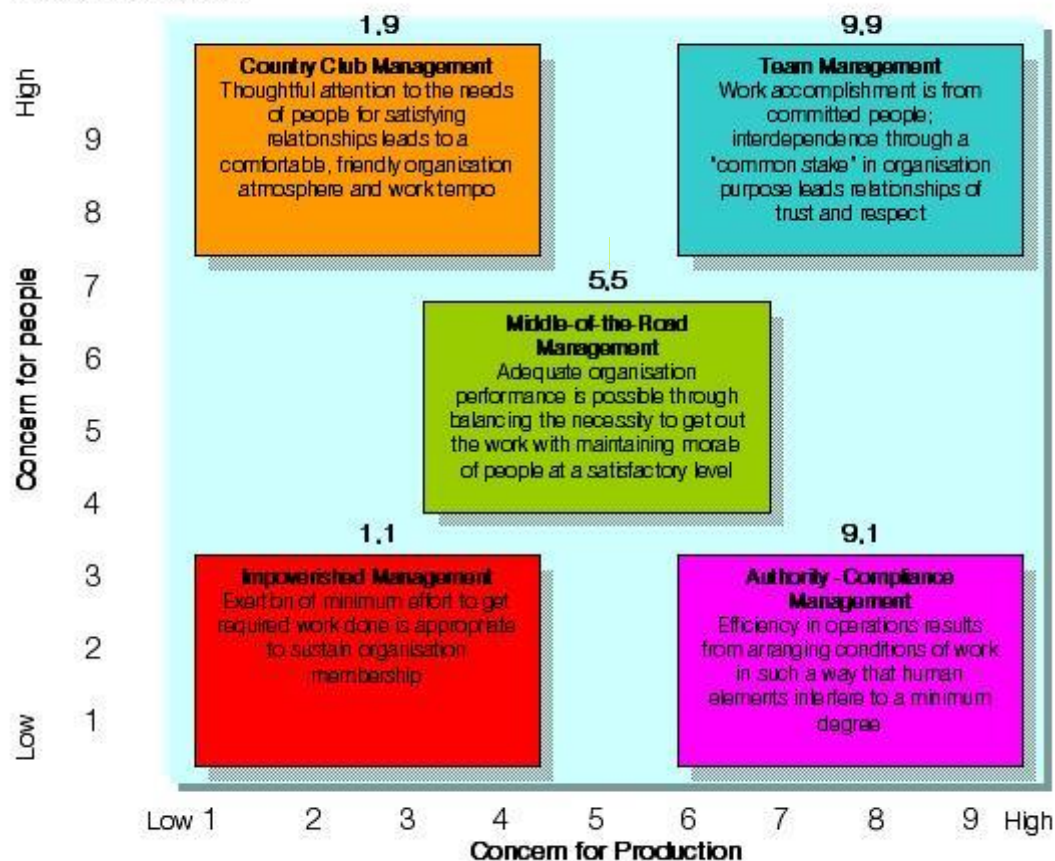 1,9
Country Club Management
Thoughtful attention to the needs
of people for satisfying
relationships leads to a
comfortable, friendly organisation
atmosphere and work tempo
9,9
Team Management
Work accomplishment is from
committed people;
interdependence through a
"common stake" in organisation
purpose leads relationships of
trust and respect
5,5
Middle-of-the-Road
Management
Adequate organisation
performance is possible through
balancing the necessity to get out
the work with maintaining morale
of people at a satisfactory level
1,1
Impoverished Management
Exertion of minimum effort to get
required work done is appropriate
to sustain organisation
membership
9,1
Authority-Compliance
Management
Efficiency in operations results
from arranging conditions of work
in such a way that human
elements interfere to a minimum
degree
High
9
8
7
6
5
4
3
2
1
Low
Concern for people
Low 1 2 3 4 5 6 7 8 9 High
Concern for Production